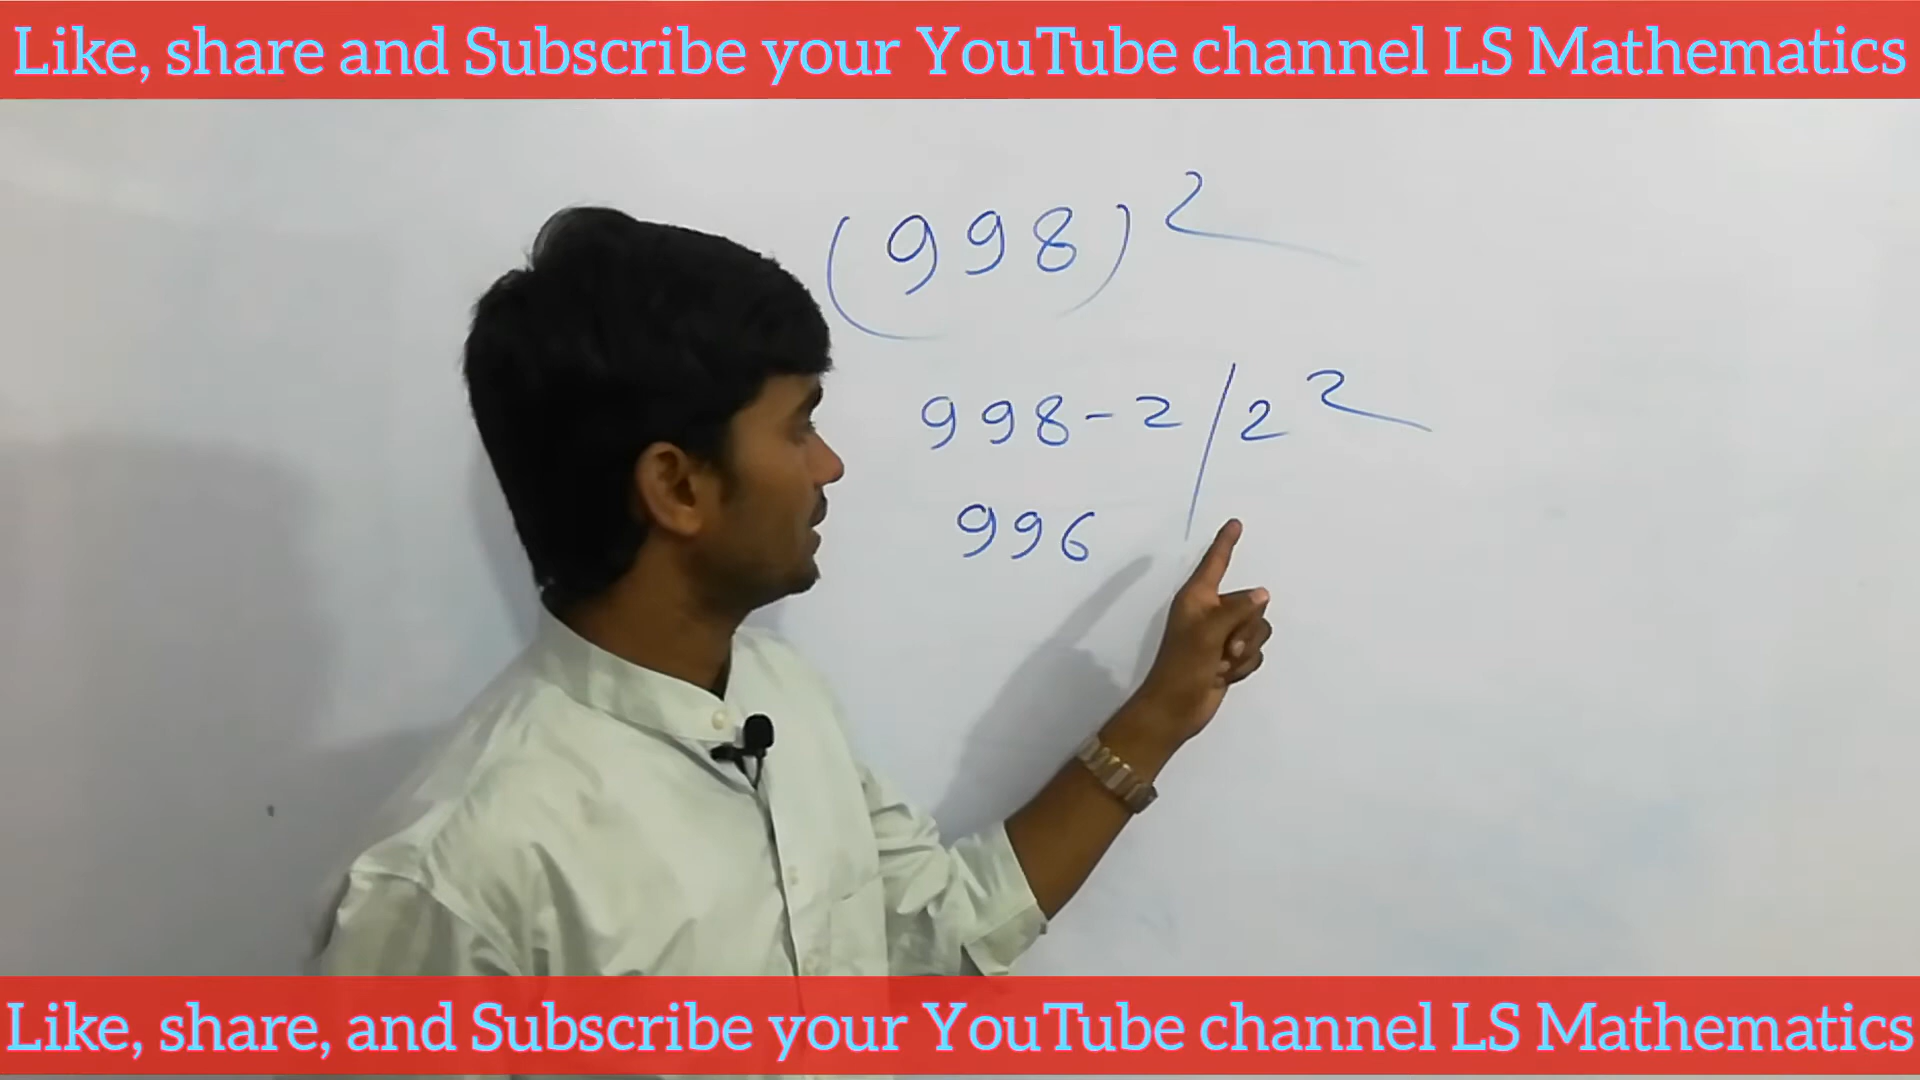 Like, share and Subscribe your YouTube channel LS Mathematics
(998)²
998-2/2²
996
Like, share, and Subscribe your YouTube channel LS Mathematics